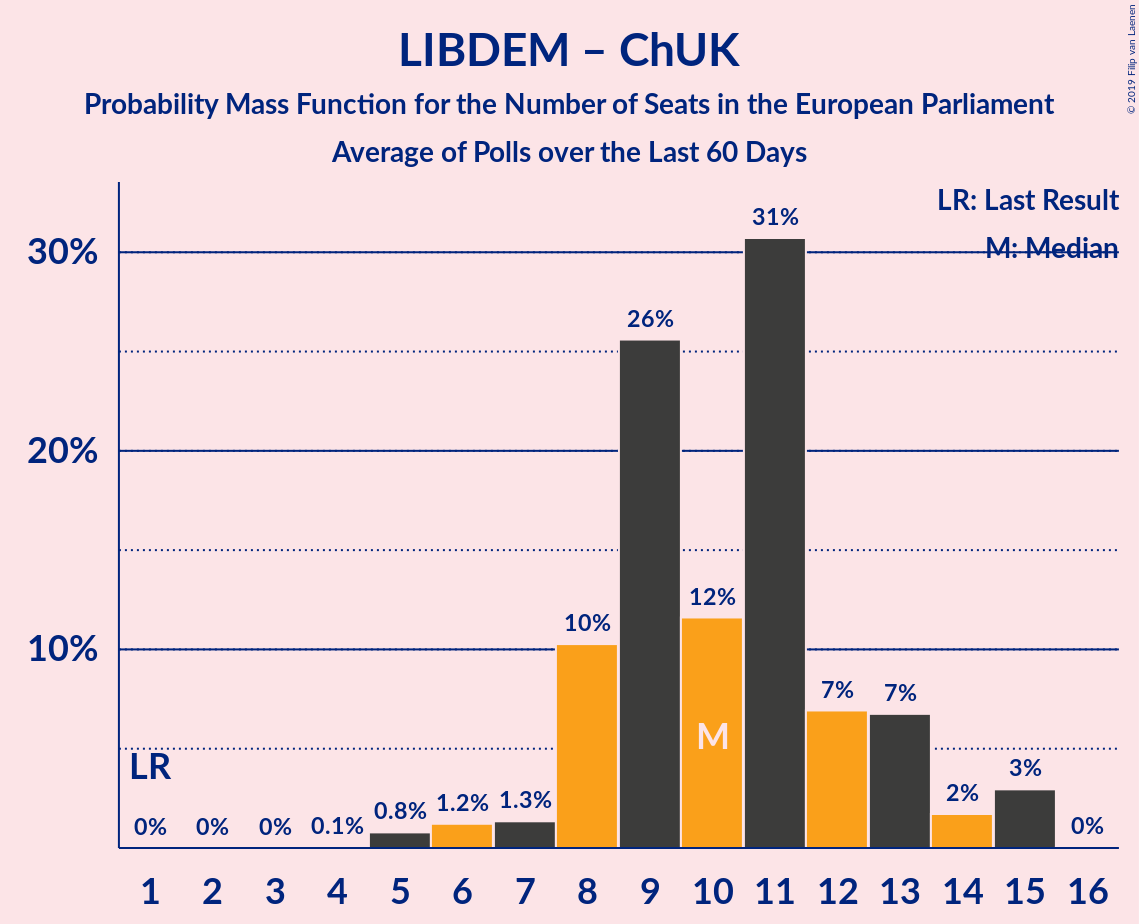 LIBDEM – ChUK
Probability Mass Function for the Number of Seats in the European Parliament
Average of Polls over the Last 60 Days
© 2019 Filip van Laenen
LR: Last Result
M: Median
30%
20%
10%
31%
26%
12%
10%
7%
7%
3%
2%
1.3%
1.2%
0.8%
0.1%
0%
0%
0%
0%
LR
M
1 2 3 4 5 6 7 8 9 10 11 12 13 14 15 16